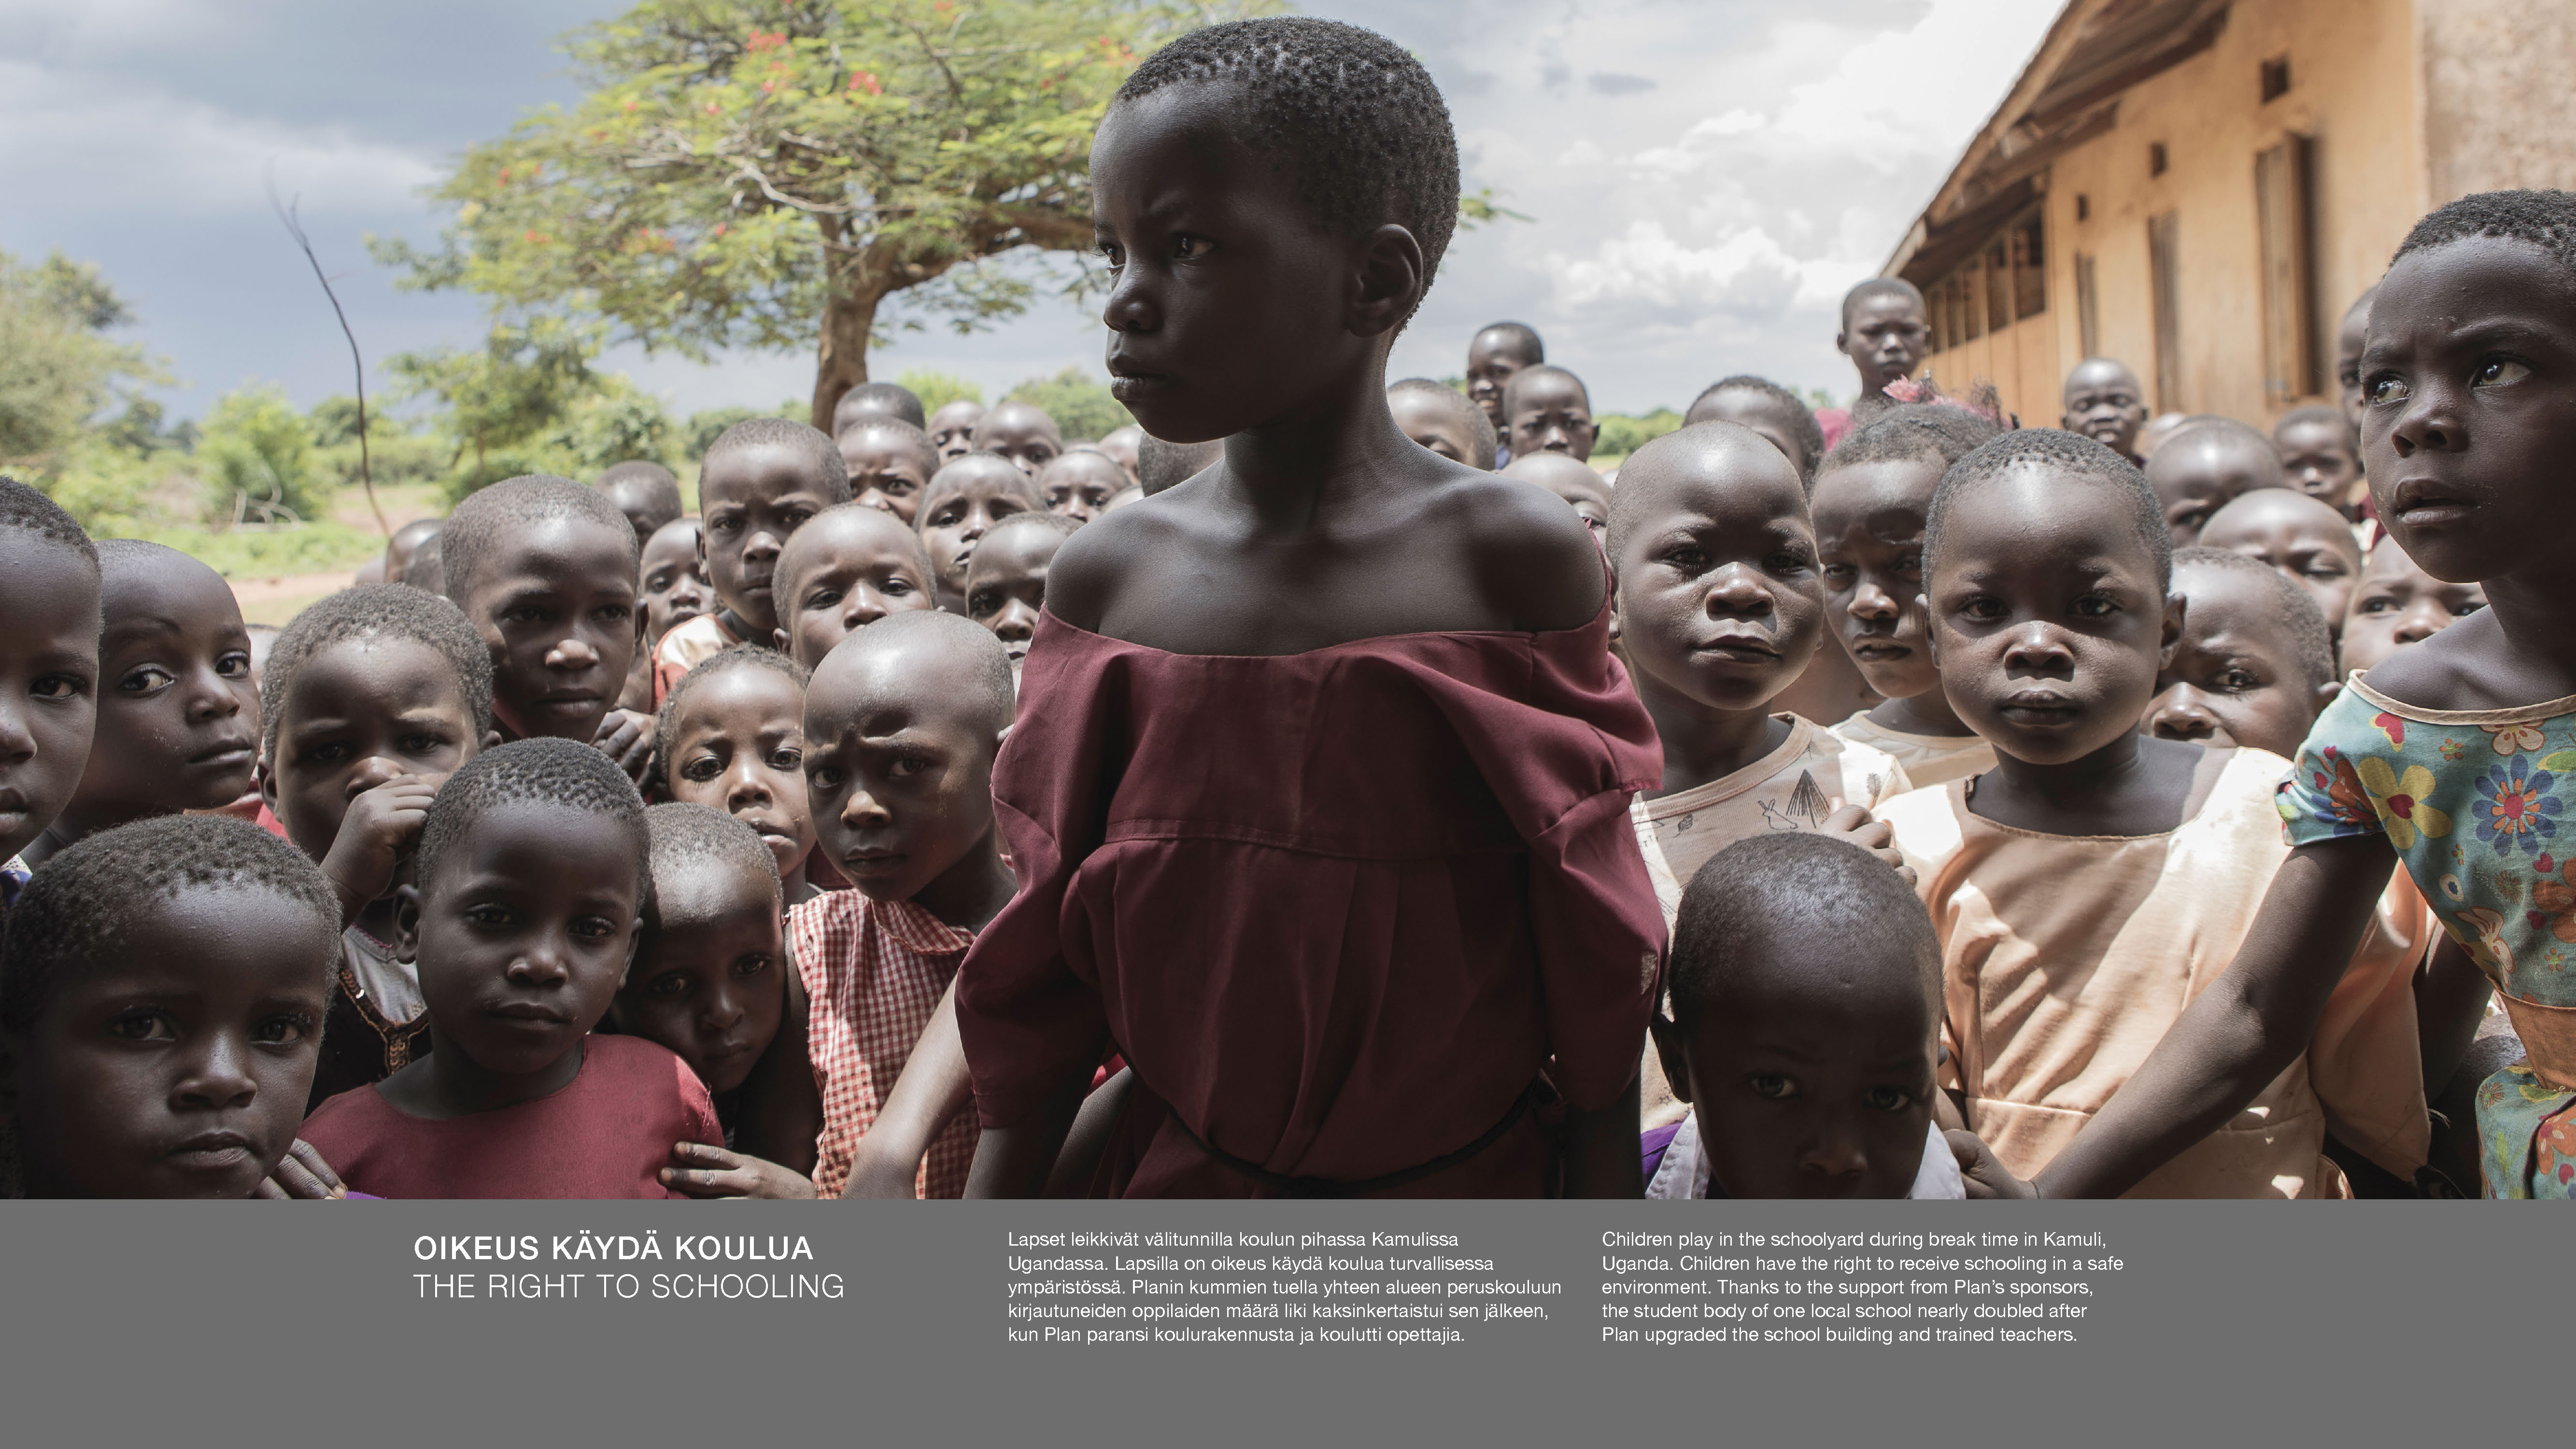 OIKEUS KÄYDÄ KOULUA
THE RIGHT TO SCHOOLING
Lapset leikkivät välitunnilla koulun pihassa Kamulissa
Ugandassa. Lapsilla on oikeus käydä koulua turvallisessa
ympäristössä. Planin kummien tuella yhteen alueen peruskouluun
kirjautuneiden oppilaiden määrä liki kaksinkertaistui sen jälkeen,
kun Plan paransi koulurakennusta ja koulutti opettajia.
Children play in the schoolyard during break time in Kamuli,
Uganda. Children have the right to receive schooling in a safe
environment. Thanks to the support from Plan’s sponsors,
the student body of one local school nearly doubled after
Plan upgraded the school building and trained teachers.